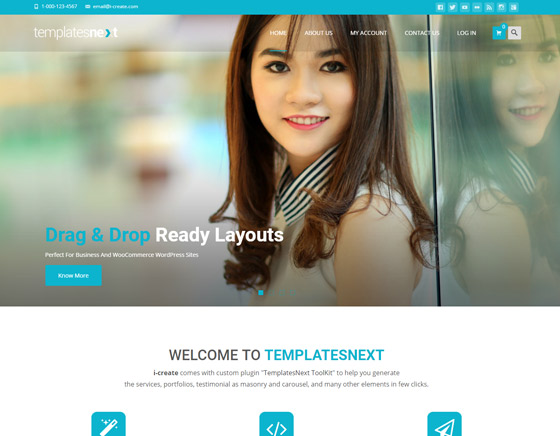 1-000-123-4567 email@i-create.com
templatesnext HOME ABOUT US MY ACCOUNT CONTACT US LOG IN 0
Drag & Drop Ready Layouts
Perfect For Business And WooCommerce WordPress Sites
Know More
WELCOME TO TEMPLATESNEXT
i-create comes with custom plugin "TemplatesNext ToolKit" to help you generate
the services, portfolios, testimonial as masonry and carousel, and many other elements in few clicks.